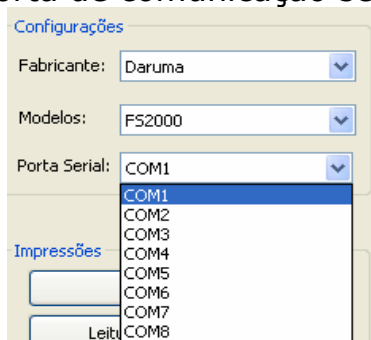 Configurações
Fabricante: Daruma
Modelos: FS2000
Porta Serial: COM1
COM1
COM2
COM3
Impressões COM4
COM5
COM6
COM7
COM8